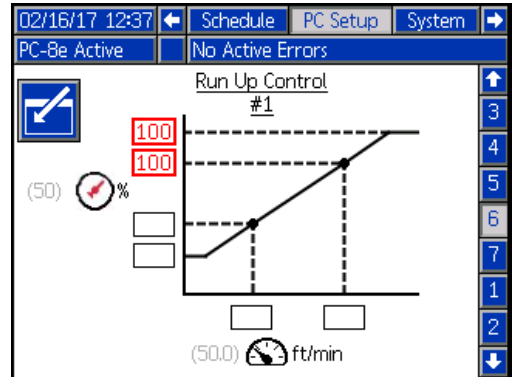 02/16/17 12:37 Schedule PC Setup System
PC-8e Active No Active Errors
Run Up Control
#1
3
100
4
100
5
(50) %
6
7
1
2
(50.0) ft/min